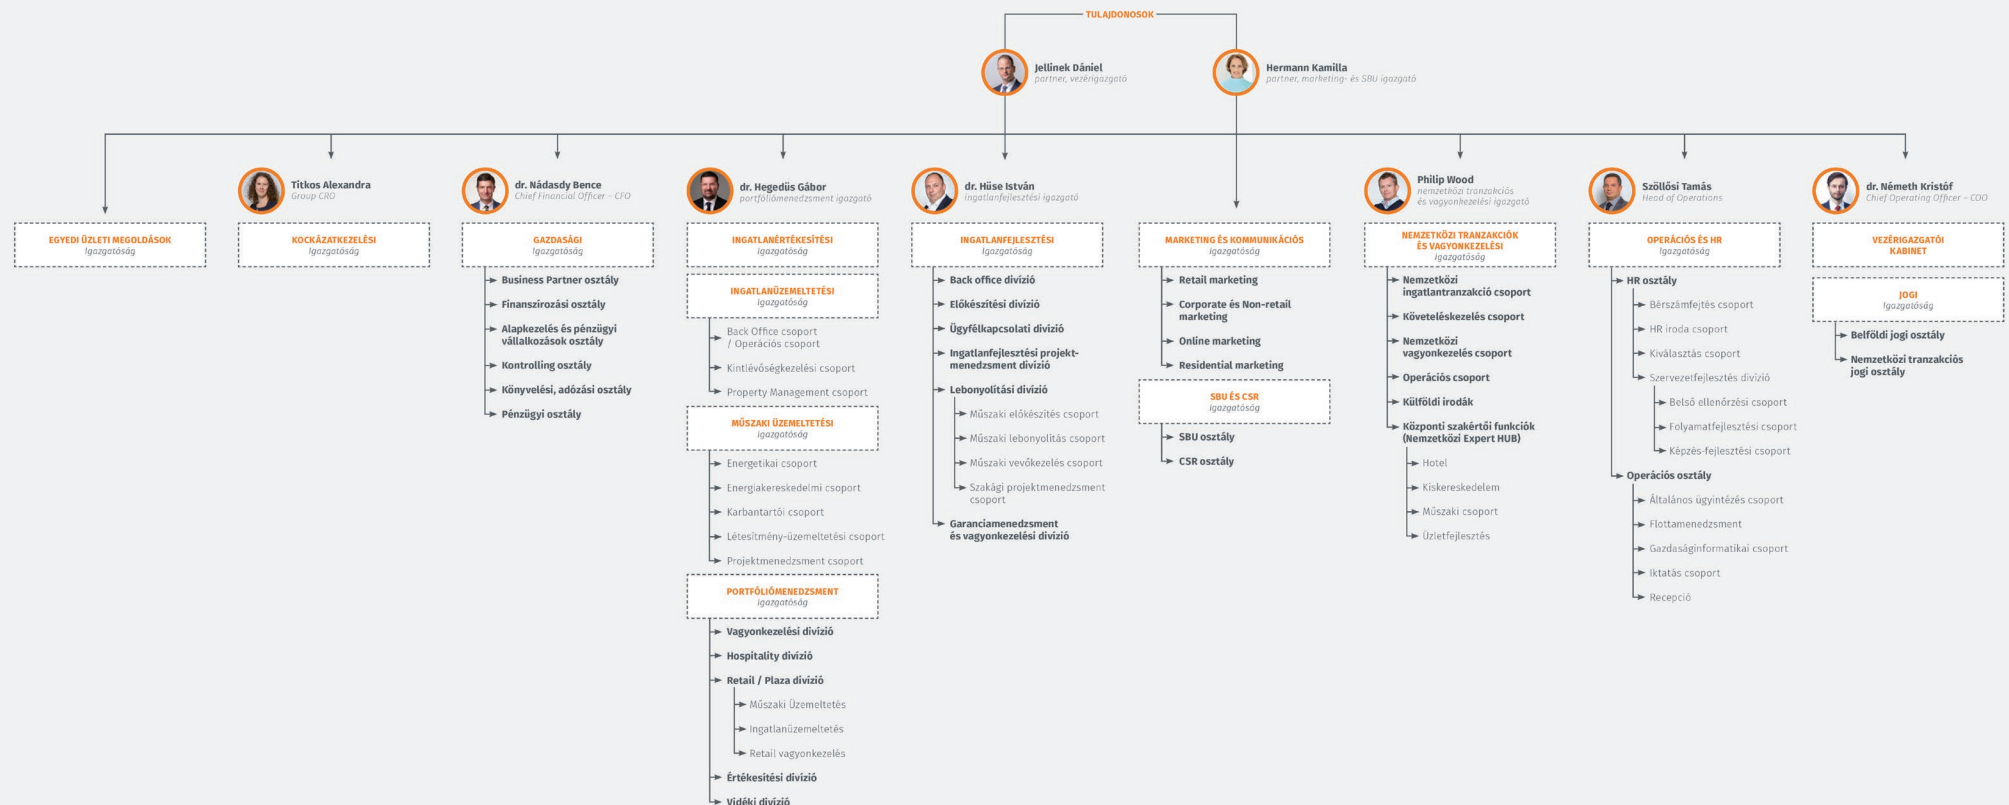 TULAJDONOSOK
Jellinek Dániel
partner, vezérigazgató
Hermann Kamilla
partner, marketing- és SBU igazgató
EGYEDI ÜZLETI MEGOLDÁSOK
Igazgatóság
Titkos Alexandra
Group CRO
KOCKÁZATKEZELÉSI
Igazgatóság
dr. Nádasdy Bence
Chief Financial Officer – CFO
GAZDASÁGI
Igazgatóság
Business Partner osztály
Finanszírozási osztály
Alapkezelés és pénzügyi
vállalkozások osztály
Kontrolling osztály
Könyvelési, adózási osztály
Pénzügyi osztály
dr. Hegedüs Gábor
portfóliómenedzsment igazgató
INGATLANÉRTÉKESÍTÉSI
Igazgatóság
INGATLANÜZEMELTETÉSI
Igazgatóság
Back Office csoport
/ Operációs csoport
Kintlévőségkezelési csoport
Property Management csoport
MŰSZAKI ÜZEMELTETÉSI
Igazgatóság
Energetikai csoport
Energiakereskedelmi csoport
Karbantartói csoport
Létesítmény-üzemeltetési csoport
Projektmenedzsment csoport
PORTFÓLIÓMENEDZSMENT
Igazgatóság
Vagyonkezelési divízió
Hospitality divízió
Retail / Plaza divízió
Műszaki Üzemeltetés
Ingatlanüzemeltetés
Retail vagyonkezelés
Értékesítési divízió
Vidéki divízió
dr. Hüse István
ingatlanfejlesztési igazgató
INGATLANFEJLESZTÉSI
Igazgatóság
Back office divízió
Előkészítési divízió
Ügyfélkapcsolati divízió
Ingatlanfejlesztési projekt-
menedzsment divízió
Lebonyolítási divízió
Műszaki előkészítés csoport
Műszaki lebonyolítás csoport
Műszaki vevőkezelés csoport
Szakági projektmenedzsment
csoport
Garanciamenedzsment
és vagyonkezelési divízió
MARKETING ÉS KOMMUNIKÁCIÓS
Igazgatóság
Retail marketing
Corporate és Non-retail
marketing
Online marketing
Residential marketing
SBU ÉS CSR
Igazgatóság
SBU osztály
CSR osztály
Philip Wood
nemzetközi tranzakciós
és vagyonkezelési igazgató
NEMZETKÖZI TRANZAKCIÓK
ÉS VAGYONKEZELÉSI
Igazgatóság
Nemzetközi
ingatlantranzakció csoport
Követeléskezelés csoport
Nemzetközi
vagyonkezelés csoport
Operációs csoport
Külföldi irodák
Központi szakértői funkciók
(Nemzetközi Expert HUB)
Hotel
Kiskereskedelem
Műszaki csoport
Üzletfejlesztés
Szöllősi Tamás
Head of Operations
OPERÁCIÓS ÉS HR
Igazgatóság
HR osztály
Bérszámfejtés csoport
HR iroda csoport
Kiválasztás csoport
Szervezetfejlesztés divízió
Belső ellenőrzési csoport
Folyamatfejlesztési csoport
Képzés-fejlesztési csoport
Operációs osztály
Általános ügyintézés csoport
Flottamenedzsment
Gazdaságinformatikai csoport
Iktatás csoport
Recepció
dr. Németh Kristóf
Chief Operating Officer – COO
VEZÉRIGAZGATÓI
KABINET
JOGI
Igazgatóság
Belföldi jogi osztály
Nemzetközi tranzakciós
jogi osztály